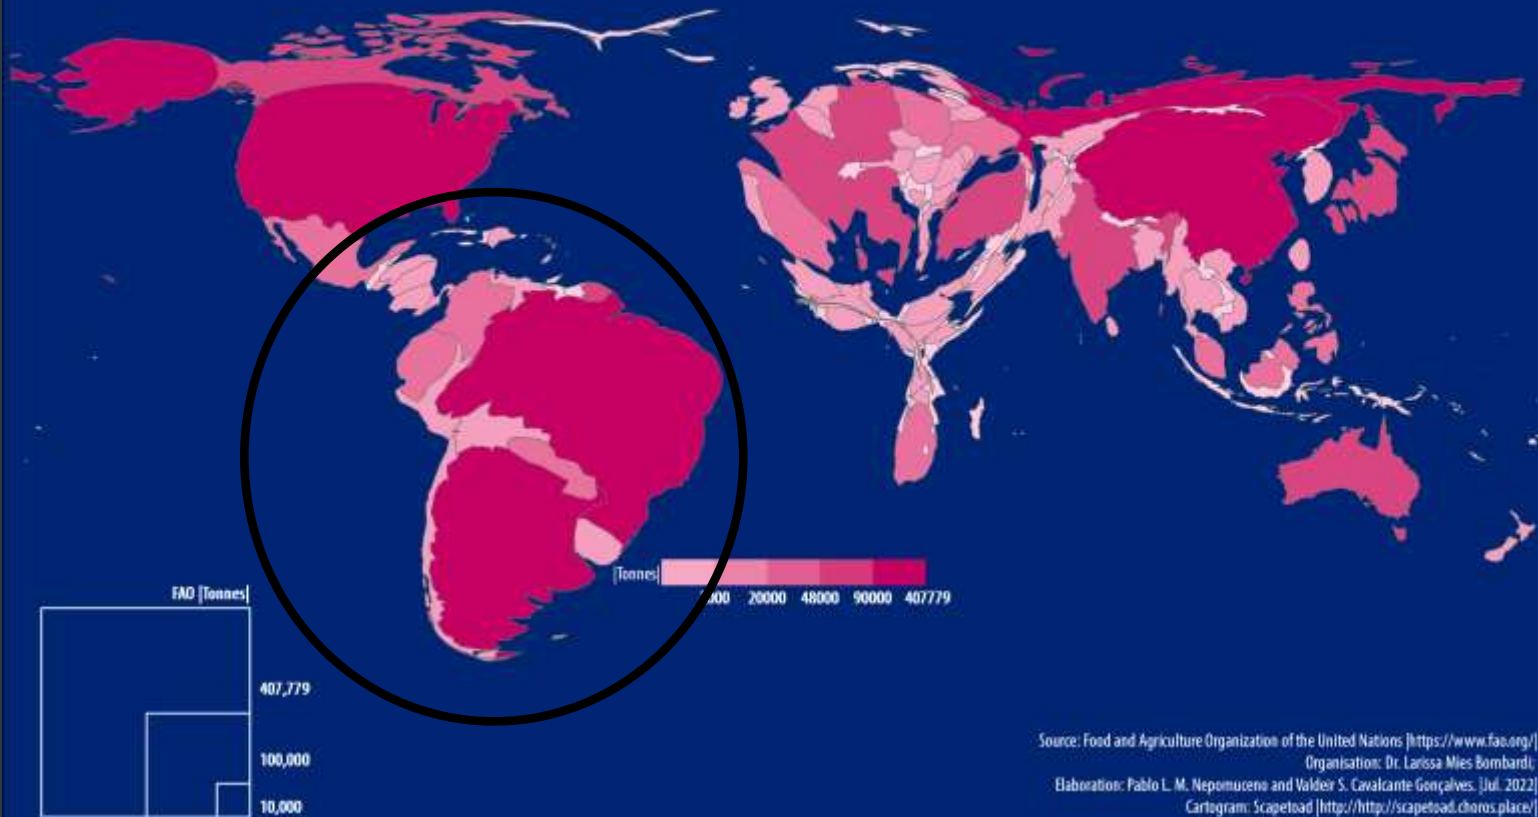 |Tonnes|
20000 48000 90000 407779
FAO |Tonnes|
407,779
100,000
10,000
Source: Food and Agriculture Organization of the United Nations |https://www.fao.org/|
Organisation: Dr. Larissa Mies Bombardi;
Elaboration: Pablo L. M. Nepomuceno and Valdeir S. Cavalcante Gonçalves. |Jul. 2022|
Cartogram: Scapetoad |http://http://scapetoad.choros.place/|